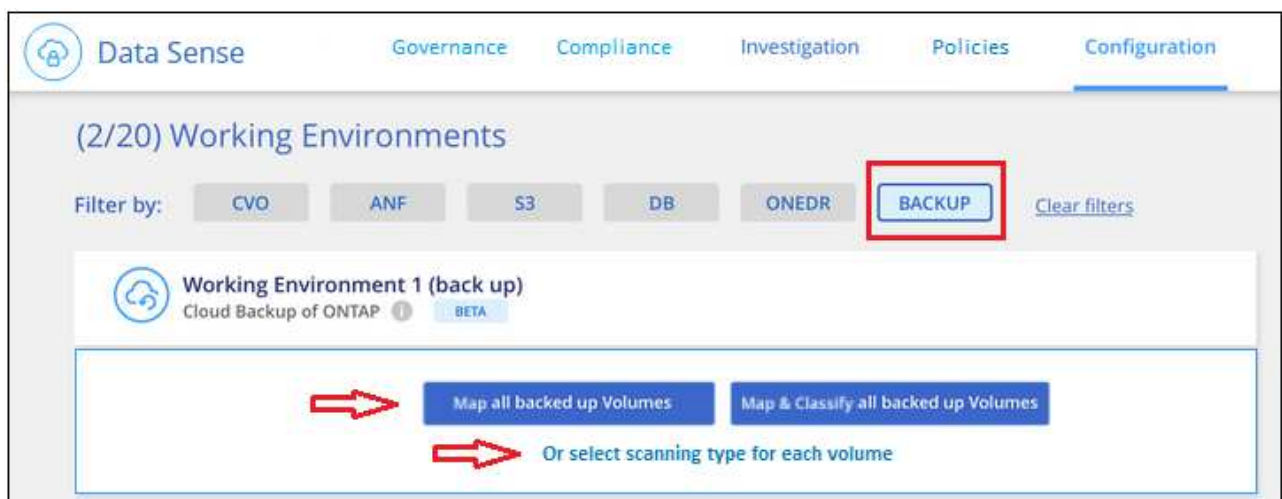 Data Sense Governance Compliance Investigation Policies Configuration
(2/20) Working Environments
Filter by: CVO ANF S3 DB ONEDR BACKUP Clear filters
Working Environment 1 (back up)
Cloud Backup of ONTAP i BETA
Map all backed up Volumes Map & Classify all backed up Volumes
Or select scanning type for each volume